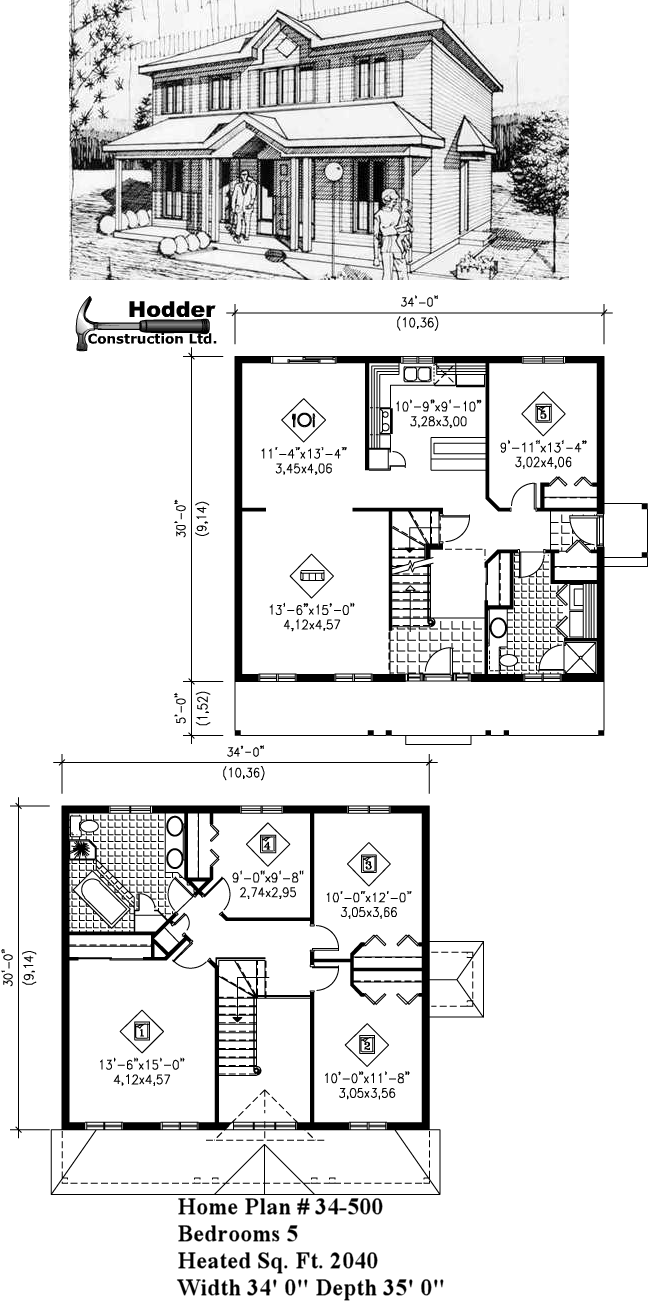 Hodder
Construction Ltd.
34'-0"
(10,36)
30'-0"
(9,14)
10'-9"x9'-10"
3,28x3,00
5
11'-4"x13'-4"
3,45x4,06
9'-11"x13'-4"
3,02x4,06
13'-6"x15'-0"
4,12x4,57
5'-0"
(1,52)
34'-0"
(10,36)
30'-0"
(9,14)
4
9'-0"x9'-8"
2,74x2,95
3
10'-0"x12'-0"
3,05x3,66
1
13'-6"x15'-0"
4,12x4,57
2
10'-0"x11'-8"
3,05x3,56
Home Plan # 34-500
Bedrooms 5
Heated Sq. Ft. 2040
Width 34' 0" Depth 35' 0"